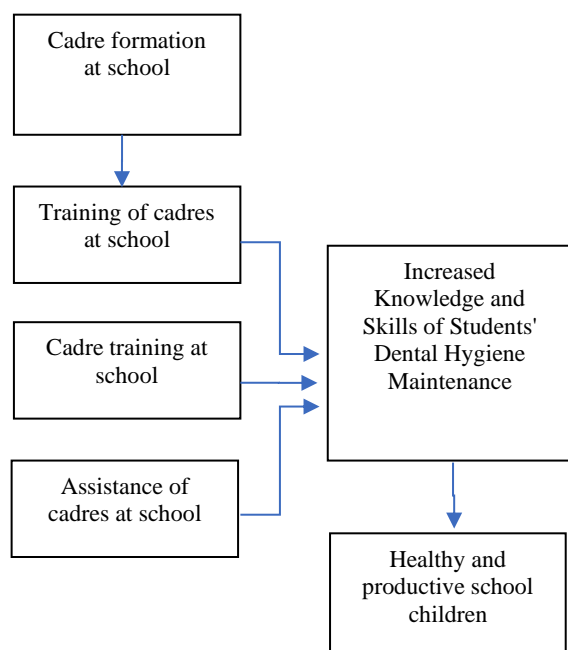 Cadre formation
at school
Training of cadres
at school
Cadre training at
school
Assistance of
cadres at school
Increased
Knowledge and
Skills of Students'
Dental Hygiene
Maintenance
Healthy and
productive school
children